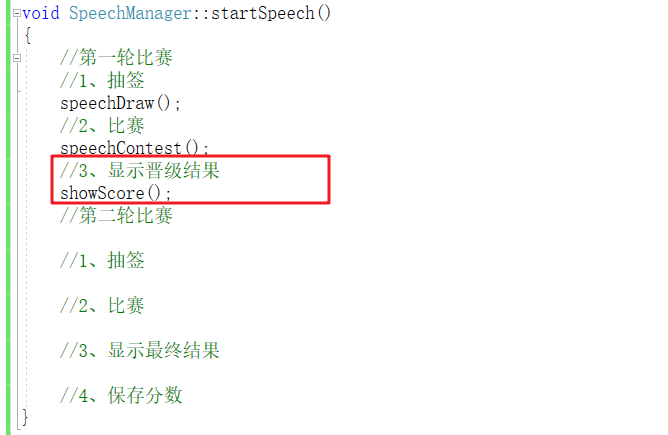 void SpeechManager::startSpeech()
{
//第一轮比赛
//1、抽签
speechDraw();
//2、比赛
speechContest();
//3、显示晋级结果
showScore();
//第二轮比赛
//1、抽签
//2、比赛
//3、显示最终结果
//4、保存分数
}